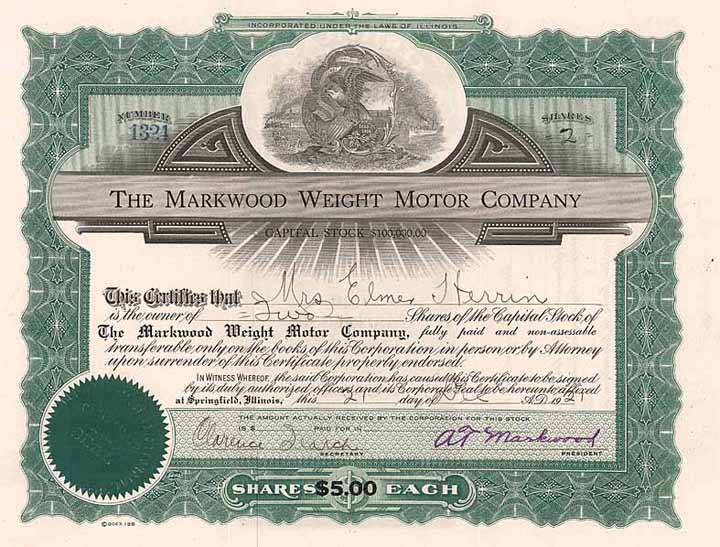 INCORPORATED UNDER THE LAWS OF ILLINOIS
NUMBER
1324
SHARES
2
THE MARKWOOD WEIGHT MOTOR COMPANY
CAPITAL STOCK $100,000.00
This Certifies that Mrs Elmer Herrin
is the owner of Two Shares of the Capital Stock of
The Markwood Weight Motor Company, fully paid and non-assessable
transferable only on the books of this Corporation in person or by Attorney
upon surrender of this Certificate properly endorsed.
IN WITNESS WHEREOF, the said Corporation has caused this Certificate to be signed
by its duly authorized officers, and its Corporate Seal to be hereunto affixed
at Springfield, Illinois, this 21 day of A.D. 19
THE AMOUNT ACTUALLY RECEIVED BY THE CORPORATION FOR THIS STOCK
IS $ PAID FOR IN
Clarence A T Markwood
SECRETARY PRESIDENT
SHARES $5.00 EACH